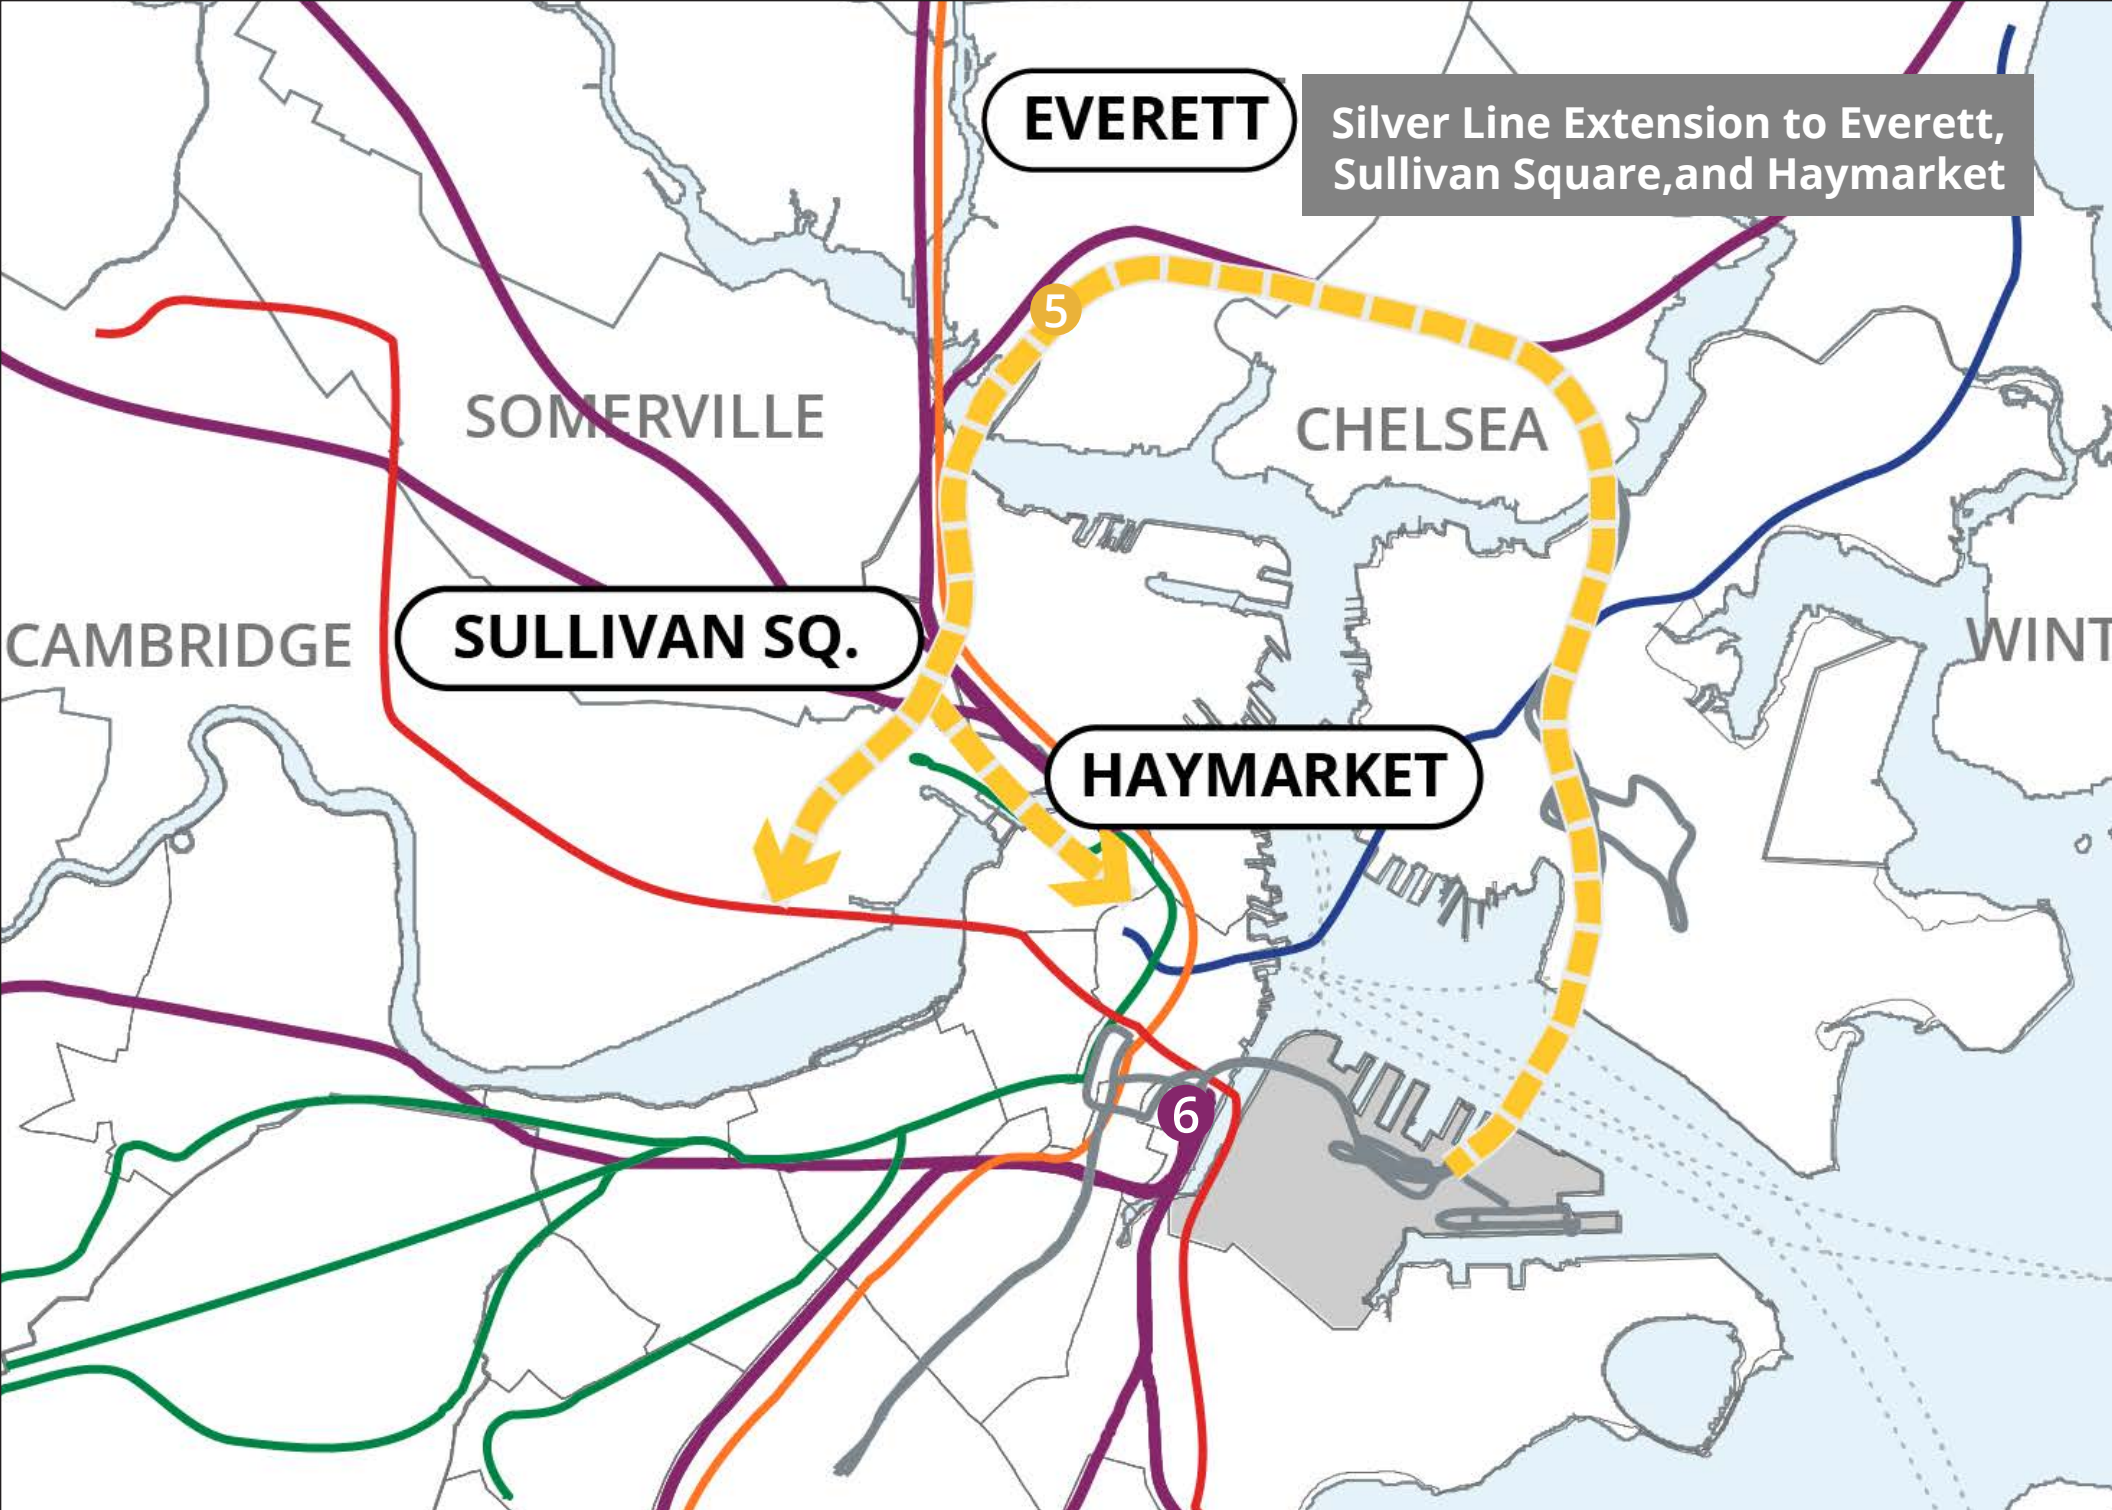 EVERETT
Silver Line Extension to Everett,
Sullivan Square,and Haymarket
5
SOMERVILLE
CHELSEA
SULLIVAN SQ.
CAMBRIDGE
WINT
HAYMARKET
6